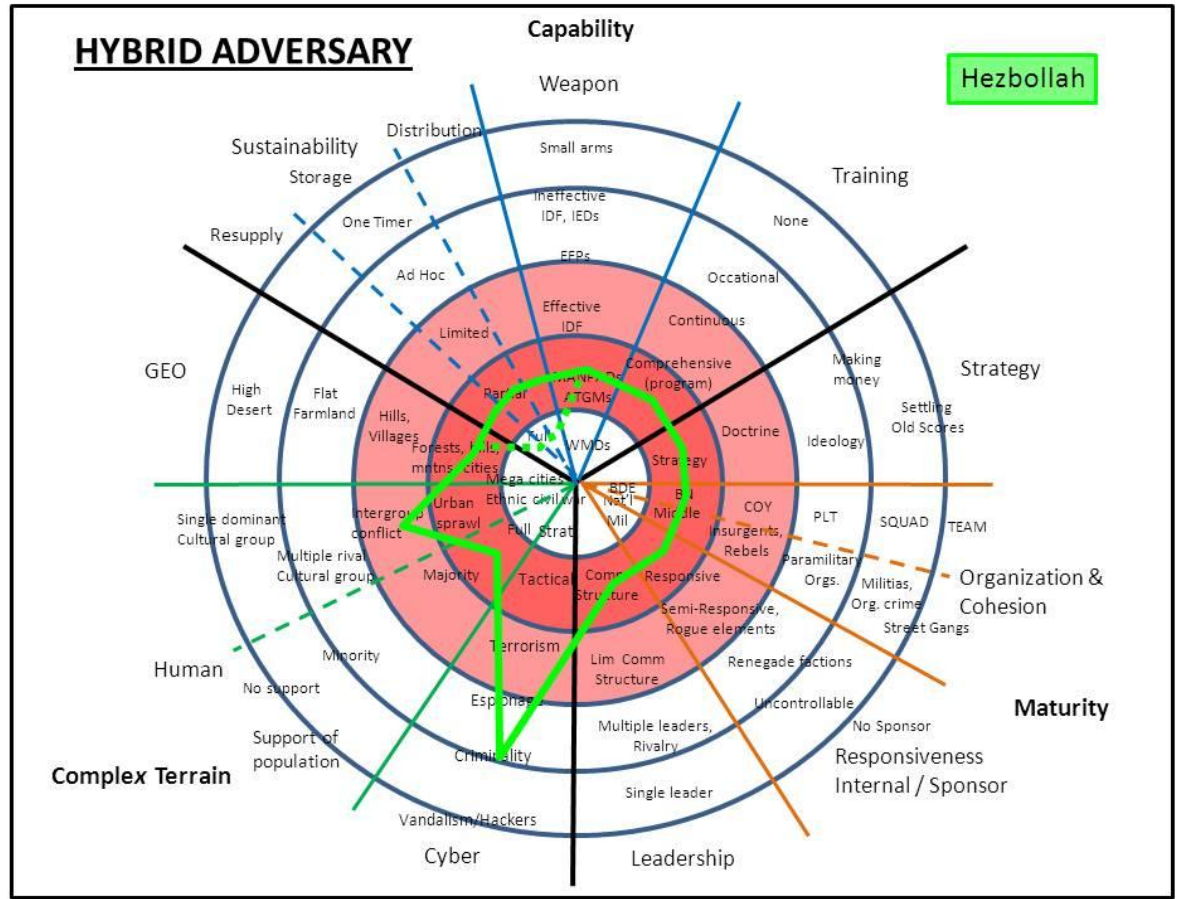 HYBRID ADVERSARY
Capability
Hezbollah
Weapon
Distribution
Sustainability
Storage
Resupply
Training
Small arms
Ineffective
IDF, IEDs
EFPs
Effective
IDF
MANPADs
ATGMs
WMDs
None
Occational
Continuous
Comprehensive
(program)
One Timer
Ad Hoc
Limited
Partial
Full
GEO
High
Desert
Flat
Farmland
Hills,
Villages
Forests, hills,
mntns, cities
Mega cities
Strategy
Making
money
Settling
Old Scores
Ideology
Doctrine
Strategy
BDE
Nat'l
Mil
BN
Middle
COY
Insurgents,
Rebels
PLT
Paramilitary
Orgs.
SQUAD
Militias,
Org. crime
TEAM
Street Gangs
Organization &
Cohesion
Maturity
Single dominant
Cultural group
Multiple rival
Cultural group
Intergroup
conflict
Urban
sprawl
Ethnic civil war
Human
No support
Minority
Majority
Full
Support of
population
Complex Terrain
Strat
Tactical
Terrorism
Espionage
Criminality
Vandalism/Hackers
Cyber
Comm
Structure
Lim Comm
Structure
Multiple leaders,
Rivalry
Single leader
Leadership
Responsive
Semi-Responsive,
Rogue elements
Renegade factions
Uncontrollable
No Sponsor
Responsiveness
Internal / Sponsor